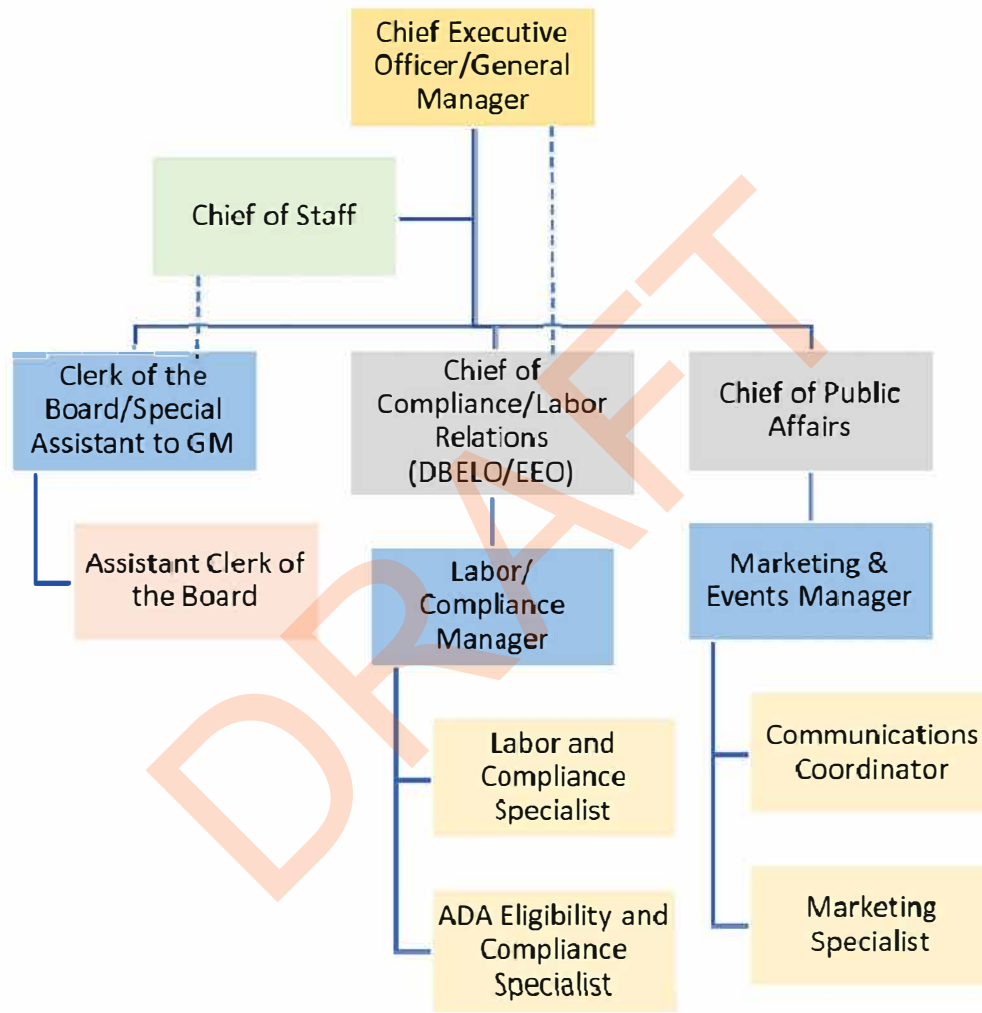 Chief Executive
Officer/General
Manager
Chief of Staff
Clerk of the
Board/Special
Assistant to GM
Chief of
Compliance/Labor
Relations
(DBELO/EEO)
Chief of Public
Affairs
Assistant Clerk of
the Board
Labor/
Compliance
Manager
Marketing &
Events Manager
Labor and
Compliance
Specialist
Communications
Coordinator
ADA Eligibility and
Compliance
Specialist
Marketing
Specialist
DRAFT